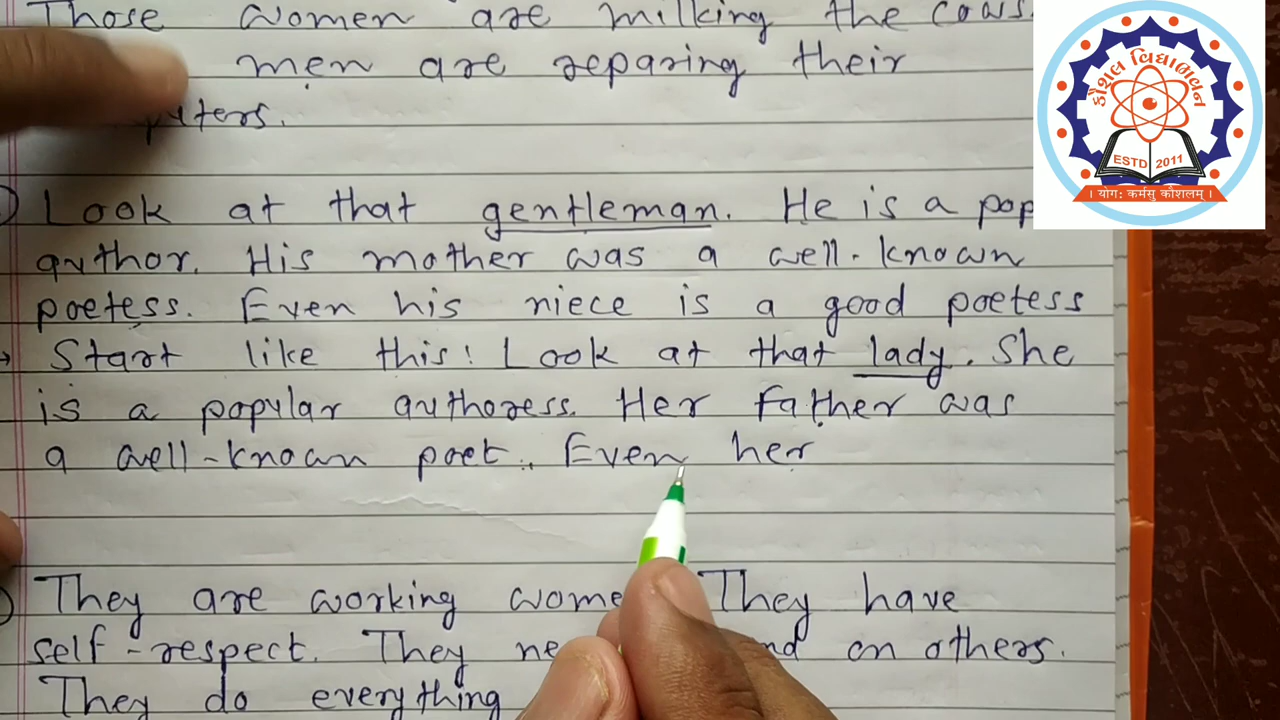 Those women are milking the cows.
men are reparing their
Look at that gentleman. He is a pop
author. His mother was a well-known
poetess. Even his niece is a good poetess
→ Start like this: Look at that lady. She
is a popular authoress. Her father was
a well-known poet. Even her
They are working They have
self-respect. They on others.
They do everything
કૌશલ વિદ્યાભવન
ESTD 2011
। योगः कर्मसु कौशलम् ।